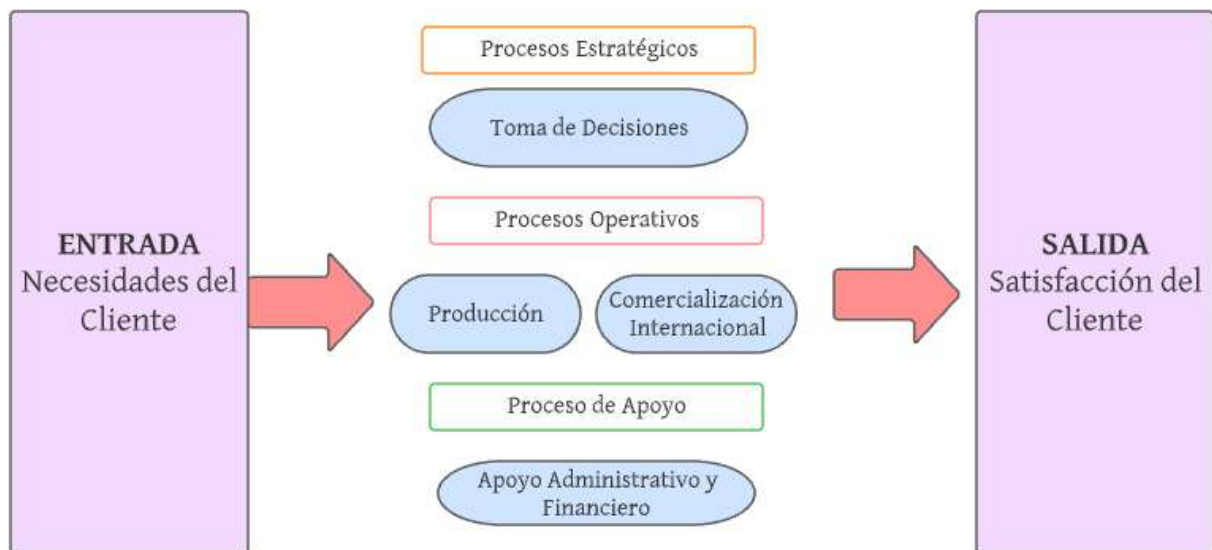 ENTRADA
Necesidades del
Cliente
Procesos Estratégicos
Toma de Decisiones
Procesos Operativos
Producción
Comercialización
Internacional
Proceso de Apoyo
Apoyo Administrativo y
Financiero
SALIDA
Satisfacción del
Cliente